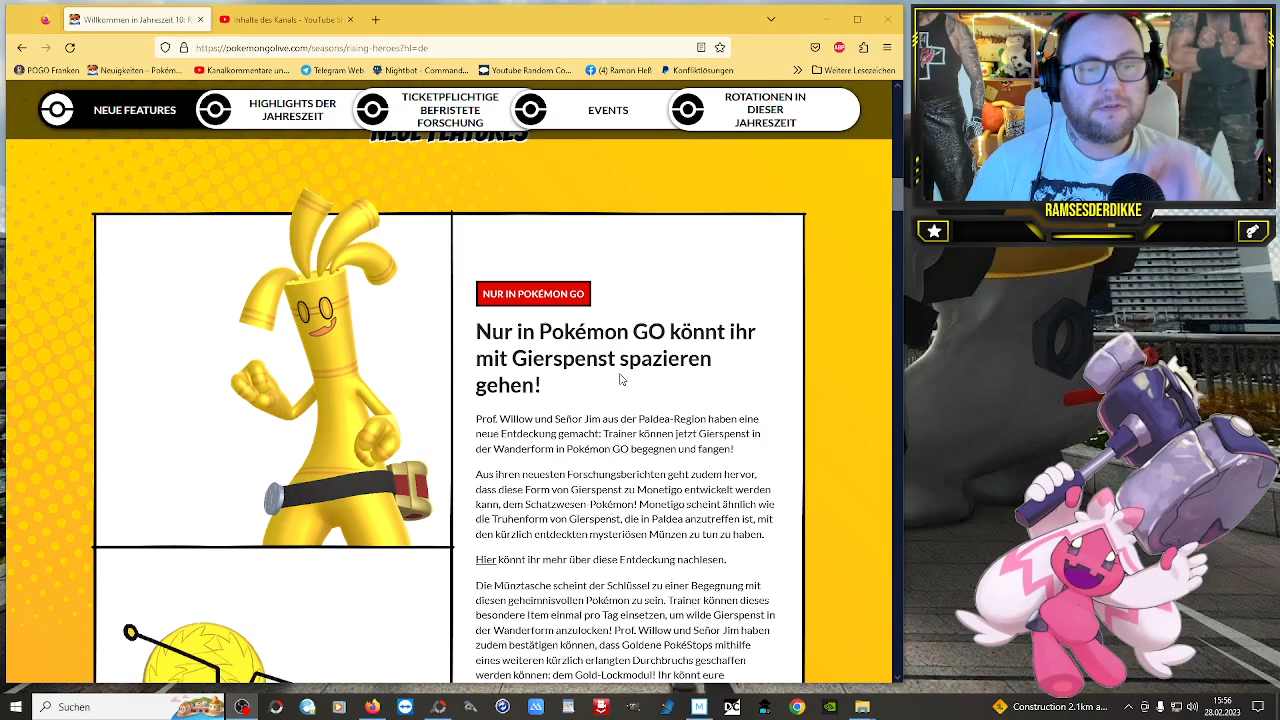 Willkommen in Jahreszeit 10: R
Inhalte des Kanals - YouTube St
https://pokemongolive.com/seasons/rising-heroes?hl=de
POGO Franken
Neuigkeiten – Pokém...
Kanalkommentare un...
Telegram Web
Nightbot - Comman...
Youtube Random Co...
(4) Ramon Heß
Konfliktlösungen
Weitere Lesezeichen
NEUE FEATURES
HIGHLIGHTS DER
JAHRESZEIT
TICKETPFLICHTIGE
BEFRISTETE
FORSCHUNG
EVENTS
ROTATIONEN IN
DIESER
JAHRESZEIT
NEUE FEATURES
NUR IN POKÉMON GO
Nur in Pokémon GO könnt ihr
mit Gierspenst spazieren
gehen!
Prof. Willow und Señor Jim aus der Paldea-Region haben eine
neue Entdeckung gemacht: Trainer können jetzt Gierspenst in
der Wanderform in Pokémon GO begegnen und fangen!
Aus ihren neuesten Forschungsberichten geht zudem hervor,
dass diese Form von Gierspenst zu Monetigo entwickelt werden
kann, dem Schatzwesen-Pokémon! Monetigo scheint ähnlich wie
die Truhenform von Gierspenst, die in Paldea anzutreffen ist, mit
den kürzlich entdeckten mysteriösen Münzen zu tun zu haben.
Hier könnt ihr mehr über diese Entdeckung nachlesen.
Die Münztasche scheint der Schlüssel zu einer Begegnung mit
diesen geheimnisvollen Pokémon zu sein. Trainer können dieses
besondere Item einmal pro Tag einsetzen, um wilde Gierspenst in
der Wanderform anzulocken! Prof. Willow und Señor Jim haben
zudem bestätigen können, dass Goldene PokéStops mithilfe
eines weiteren kürzlich erlangten Durchbruchs geschaffen
werden können: dem Gold-Lockmodul! Ihr könnt eure
RAMSESDERDIKKE
Suchen
Construction 2.1m a...
15:56
28.02.2023